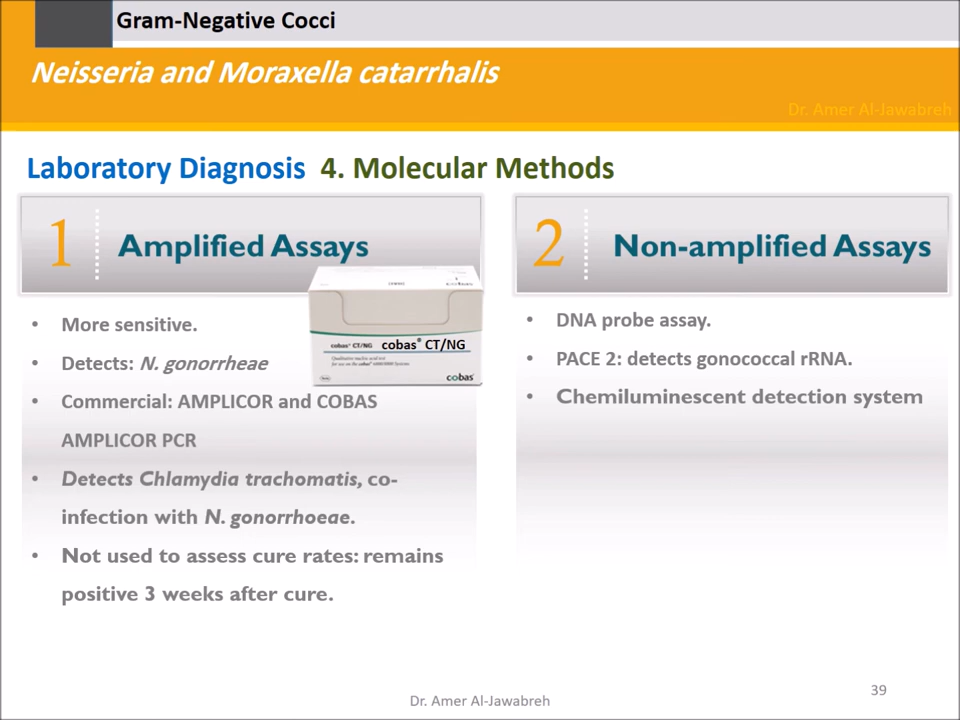 Gram-Negative Cocci
Neisseria and Moraxella catarrhalis
Dr. Amer Al-Jawabreh
Laboratory Diagnosis 4. Molecular Methods
1 Amplified Assays
cobas® CT/NG cobas® CT/NG
cobas
• More sensitive.
• Detects: N. gonorrheae
• Commercial: AMPLICOR and COBAS
AMPLICOR PCR
• Detects Chlamydia trachomatis, co-
infection with N. gonorrhoeae.
• Not used to assess cure rates: remains
positive 3 weeks after cure.
2 Non-amplified Assays
• DNA probe assay.
• PACE 2: detects gonococcal rRNA.
• Chemiluminescent detection system
Dr. Amer Al-Jawabreh
39